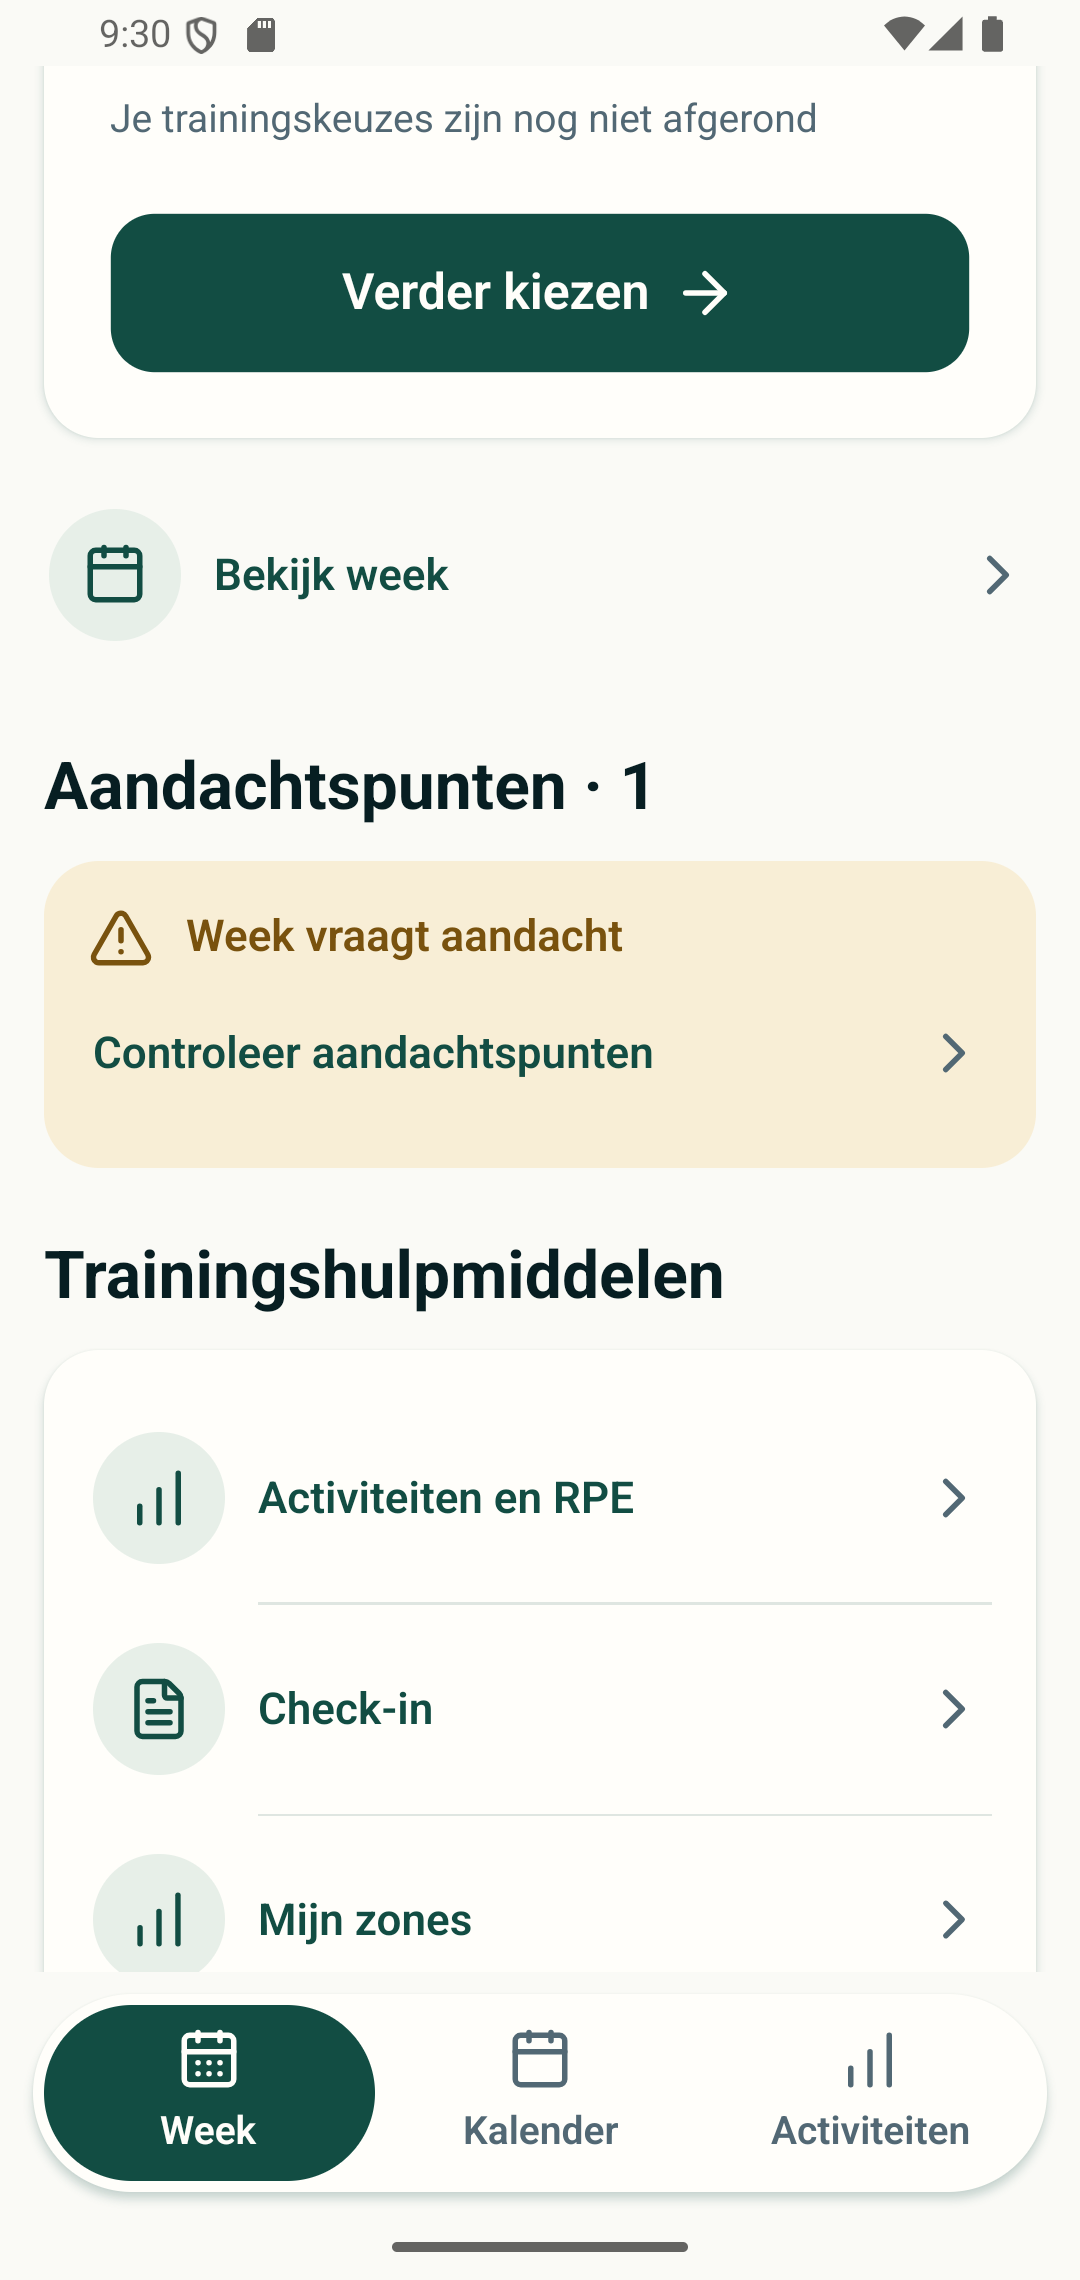 9:30
Je trainingskeuzes zijn nog niet afgerond
Verder kiezen
Bekijk week
Aandachtspunten · 1
Week vraagt aandacht
Controleer aandachtspunten
Trainingshulpmiddelen
Activiteiten en RPE
Check-in
Mijn zones
Week
Kalender
Activiteiten